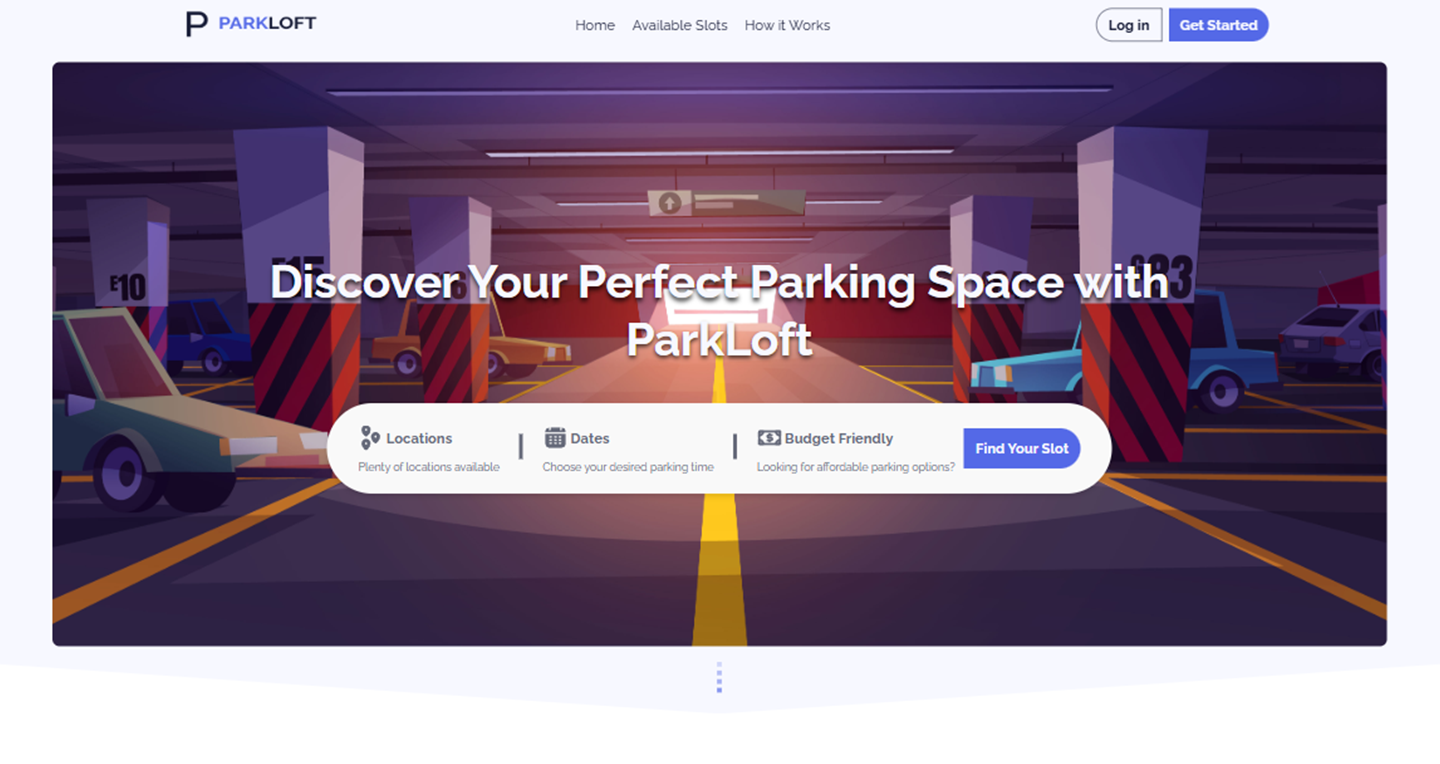 P PARKLOFT
Home Available Slots How it Works
Log in Get Started
E10
Discover Your Perfect Parking Space with
ParkLoft
Locations
Plenty of locations available
Dates
Choose your desired parking time
Budget Friendly
Looking for affordable parking options?
Find Your Slot